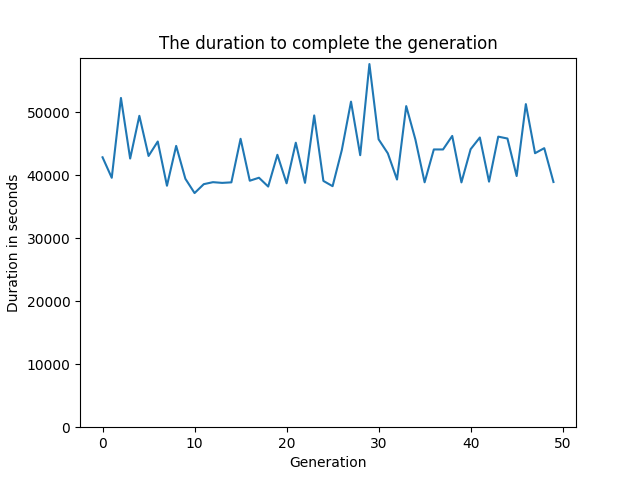 The duration to complete the generation
50000
40000
30000
20000
10000
0
Duration in seconds
0 10 20 30 40 50
Generation